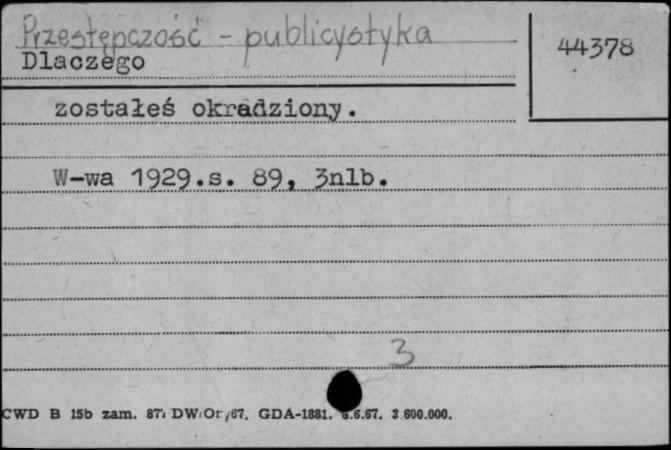 Przestępczość - publicystyka
44378
Dlaczego
zostałeś okradziony.
W-wa 1929.s. 89, 3nlb.
3
CWD B 15b zam. 87/ DW/Or/67. GDA-1881. 6.6.67. 3.600.000.